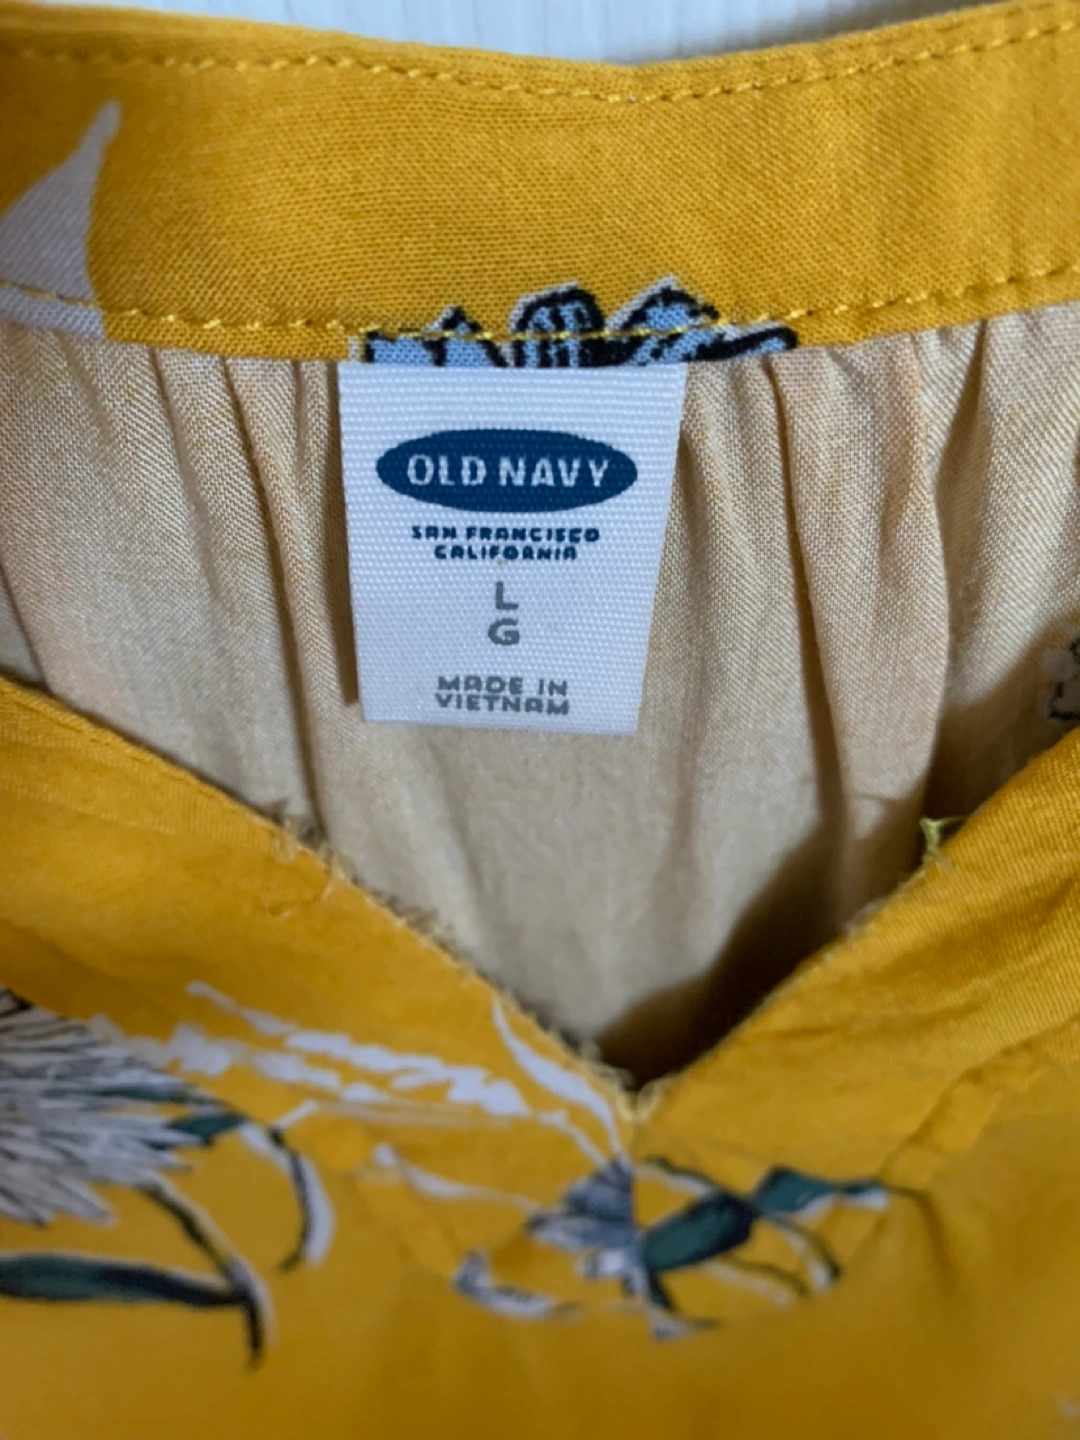 OLD NAVY
SAN FRANCISCO
CALIFORNIA
L
G
MADE IN
VIETNAM